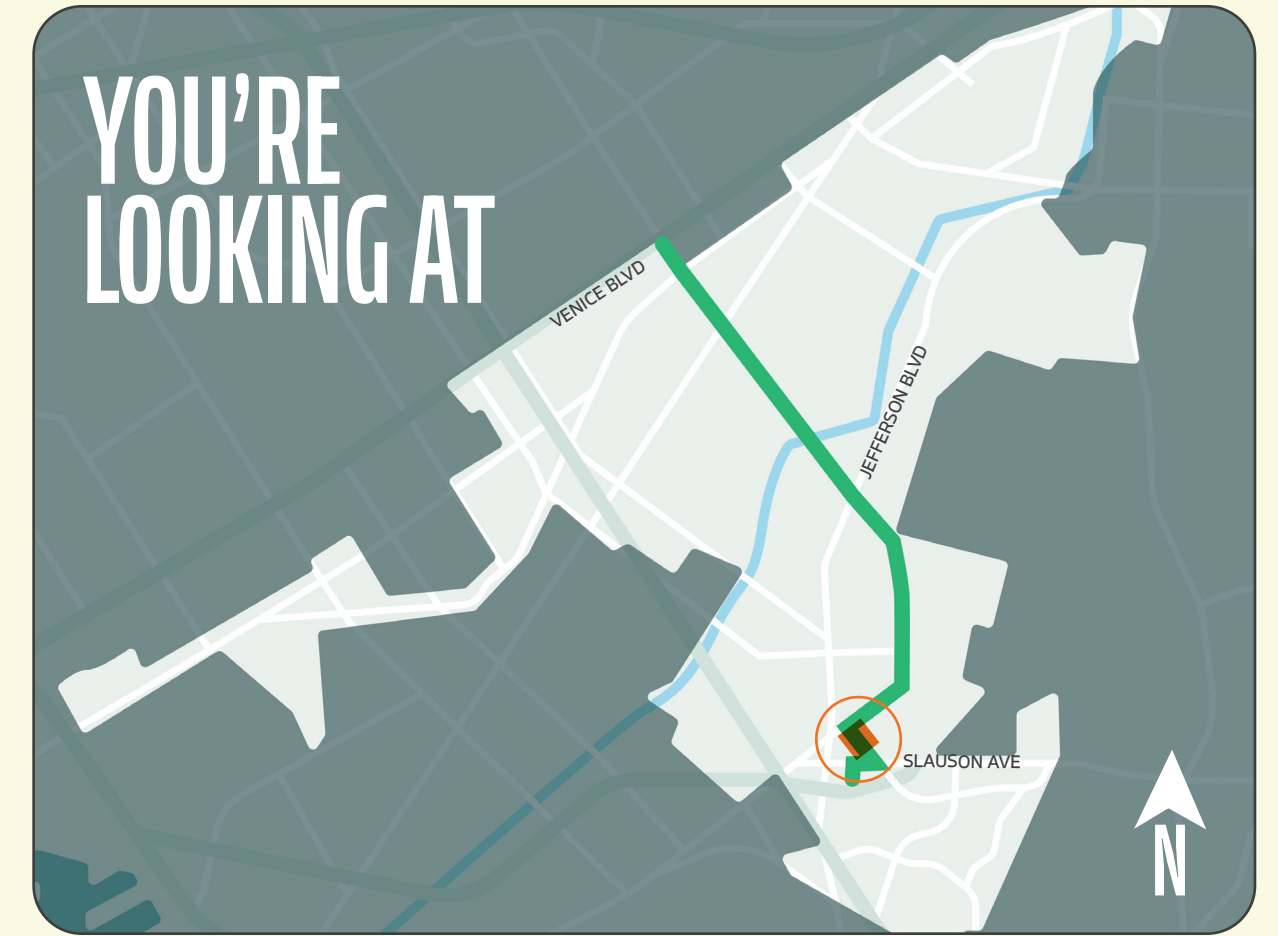 YOU'RE
LOOKING AT
VENICE BLVD
JEFFERSON BLVD
SLAUSON AVE
N